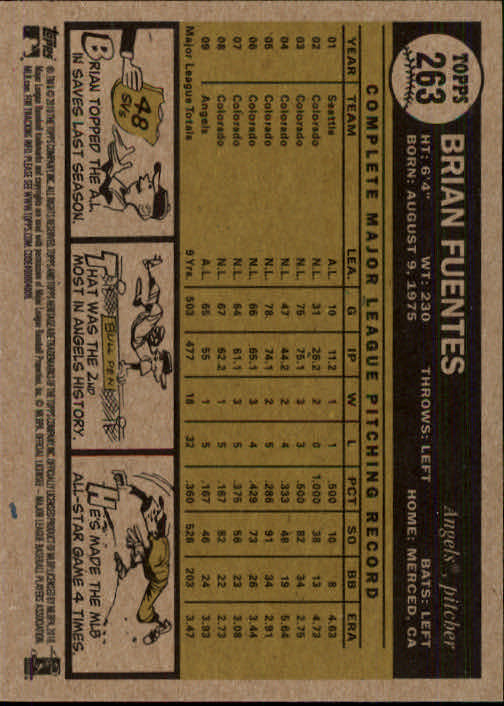 TOPPS
263
BRIAN FUENTES
Angels®, pitcher
HT: 6'4" WT: 230 THROWS: LEFT BATS: LEFT
BORN: AUGUST 9, 1975 HOME: MERCED, CA
COMPLETE MAJOR LEAGUE PITCHING RECORD
YEAR TEAM LEA. G IP W L PCT SO BB ERA
01 Seattle A.L. 10 11.2 1 1 .500 10 8 4.63
02 Colorado N.L. 31 26.2 2 0 1.000 38 13 4.73
03 Colorado N.L. 75 75.1 3 3 .500 82 34 2.75
04 Colorado N.L. 47 44.2 2 4 .333 48 19 5.64
05 Colorado N.L. 78 74.1 2 5 .286 91 34 2.91
06 Colorado N.L. 66 65.1 3 4 .429 73 26 3.44
07 Colorado N.L. 64 61.1 3 5 .375 56 23 3.08
08 Colorado N.L. 67 62.2 1 5 .167 82 22 2.73
09 Angels A.L. 65 55 1 5 .167 46 24 3.93
Major League Totals 9 Yrs. 503 477 18 32 .360 526 203 3.47
48
SV's
BRIAN TOPPED THE A.L.
IN SAVES LAST SEASON.
BULL PEN
THAT WAS THE 2ND
MOST IN ANGELS HISTORY.
HE'S MADE THE MLB
ALL-STAR GAME 4 TIMES.
Topps